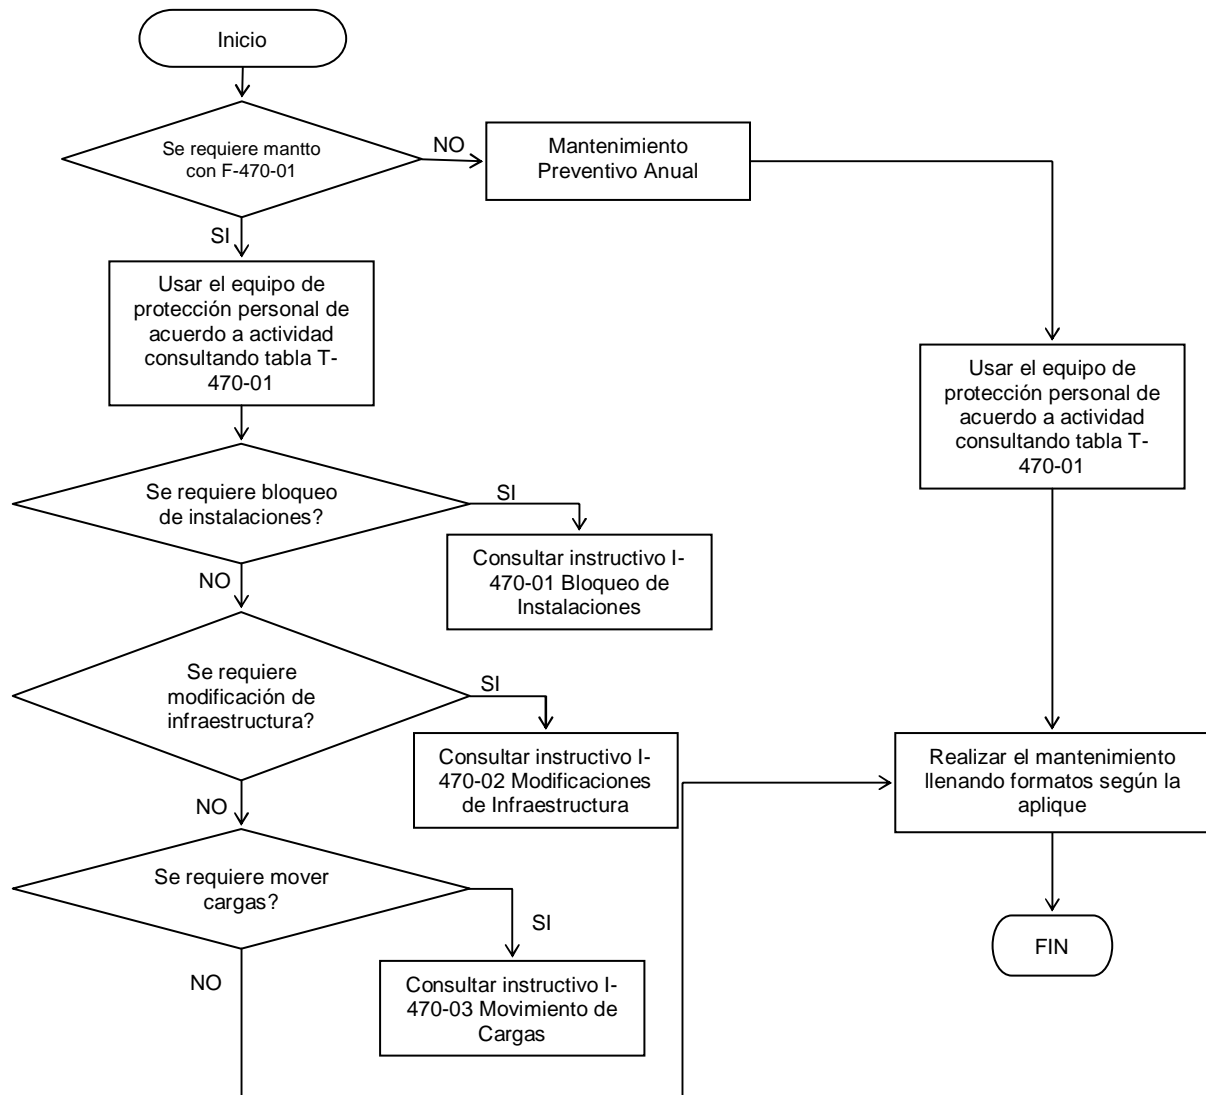 Inicio
Se requiere mantto
con F-470-01
NO
Mantenimiento
Preventivo Anual
SI
Usar el equipo de
protección personal de
acuerdo a actividad
consultando tabla T-
470-01
Usar el equipo de
protección personal de
acuerdo a actividad
consultando tabla T-
470-01
Se requiere bloqueo
de instalaciones?
SI
Consultar instructivo I-
470-01 Bloqueo de
Instalaciones
NO
Se requiere
modificación de
infraestructura?
SI
Consultar instructivo I-
470-02 Modificaciones
de Infraestructura
Realizar el mantenimiento
llenando formatos según la
aplique
NO
Se requiere mover
cargas?
SI
FIN
NO
Consultar instructivo I-
470-03 Movimiento de
Cargas